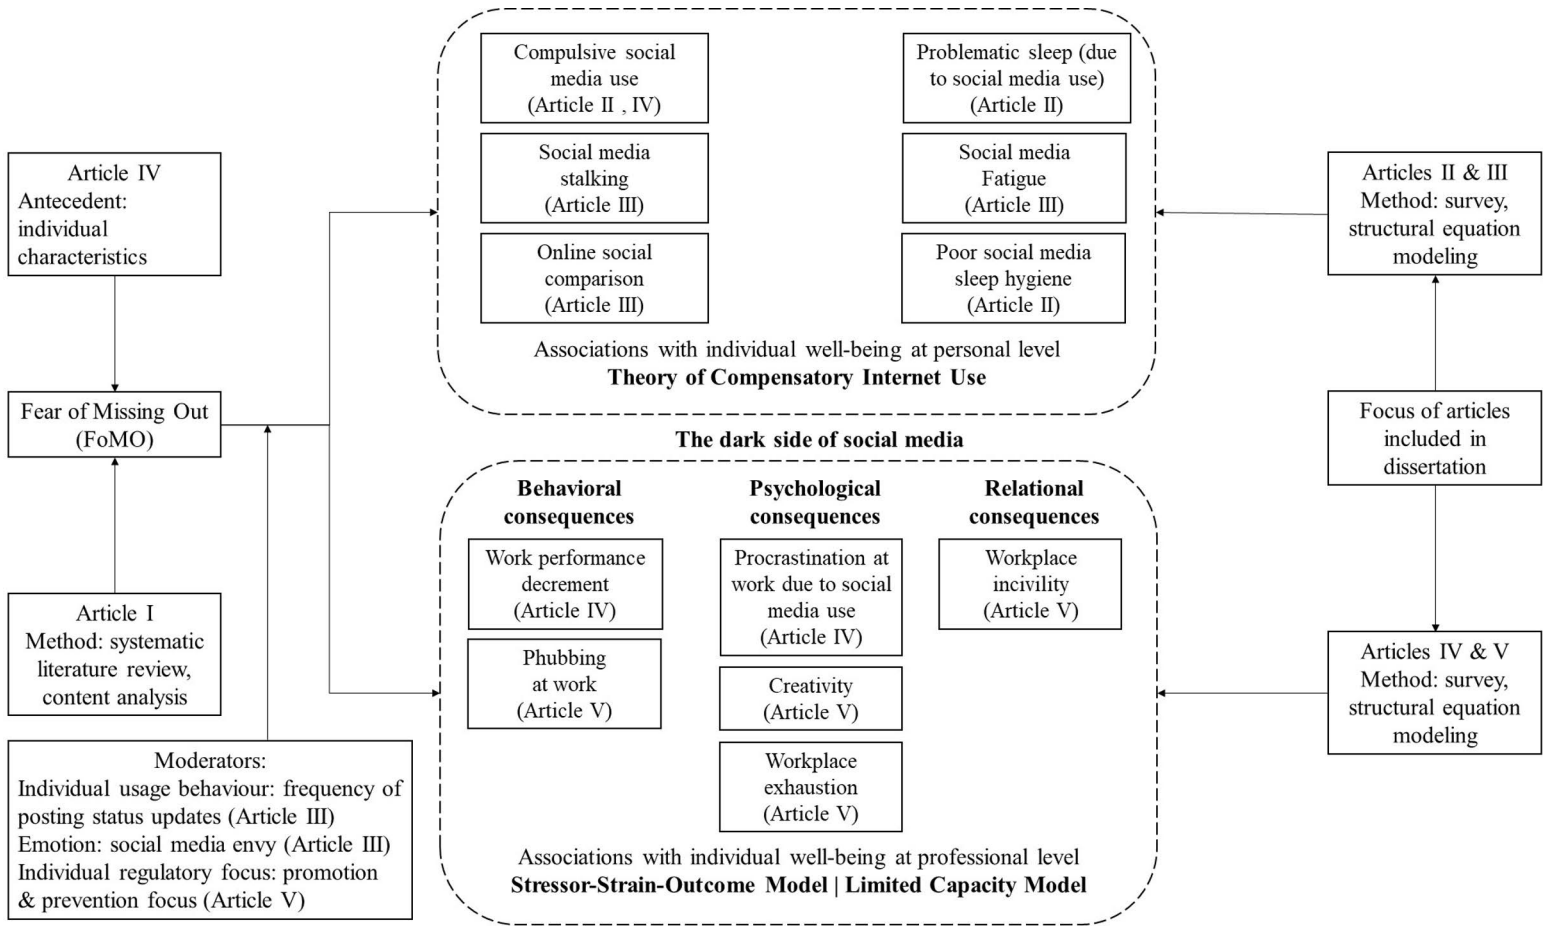 Article IV
Antecedent:
individual
characteristics
Fear of Missing Out
(FoMO)
Article I
Method: systematic
literature review,
content analysis
Moderators:
Individual usage behaviour: frequency of
posting status updates (Article III)
Emotion: social media envy (Article III)
Individual regulatory focus: promotion
& prevention focus (Article V)
Compulsive social
media use
(Article II , IV)
Social media
stalking
(Article III)
Online social
comparison
(Article III)
Problematic sleep (due
to social media use)
(Article II)
Social media
Fatigue
(Article III)
Poor social media
sleep hygiene
(Article II)
Associations with individual well-being at personal level
Theory of Compensatory Internet Use
The dark side of social media
Behavioral
consequences
Work performance
decrement
(Article IV)
Phubbing
at work
(Article V)
Psychological
consequences
Procrastination at
work due to social
media use
(Article IV)
Creativity
(Article V)
Workplace
exhaustion
(Article V)
Relational
consequences
Workplace
incivility
(Article V)
Associations with individual well-being at professional level
Stressor-Strain-Outcome Model | Limited Capacity Model
Articles II & III
Method: survey,
structural equation
modeling
Focus of articles
included in
dissertation
Articles IV & V
Method: survey,
structural equation
modeling